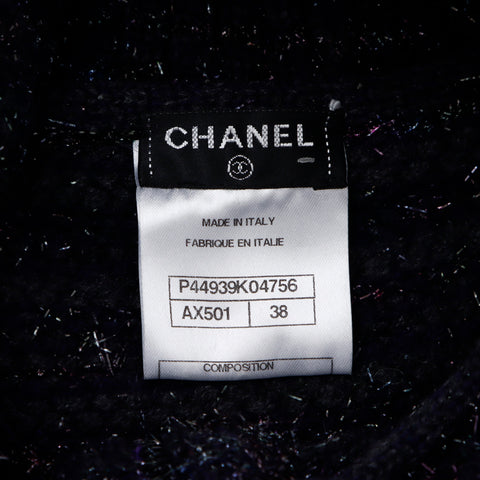 CHANEL
MADE IN ITALY
FABRIQUE EN ITALIE
P44939K04756
AX501 38
COMPOSITION